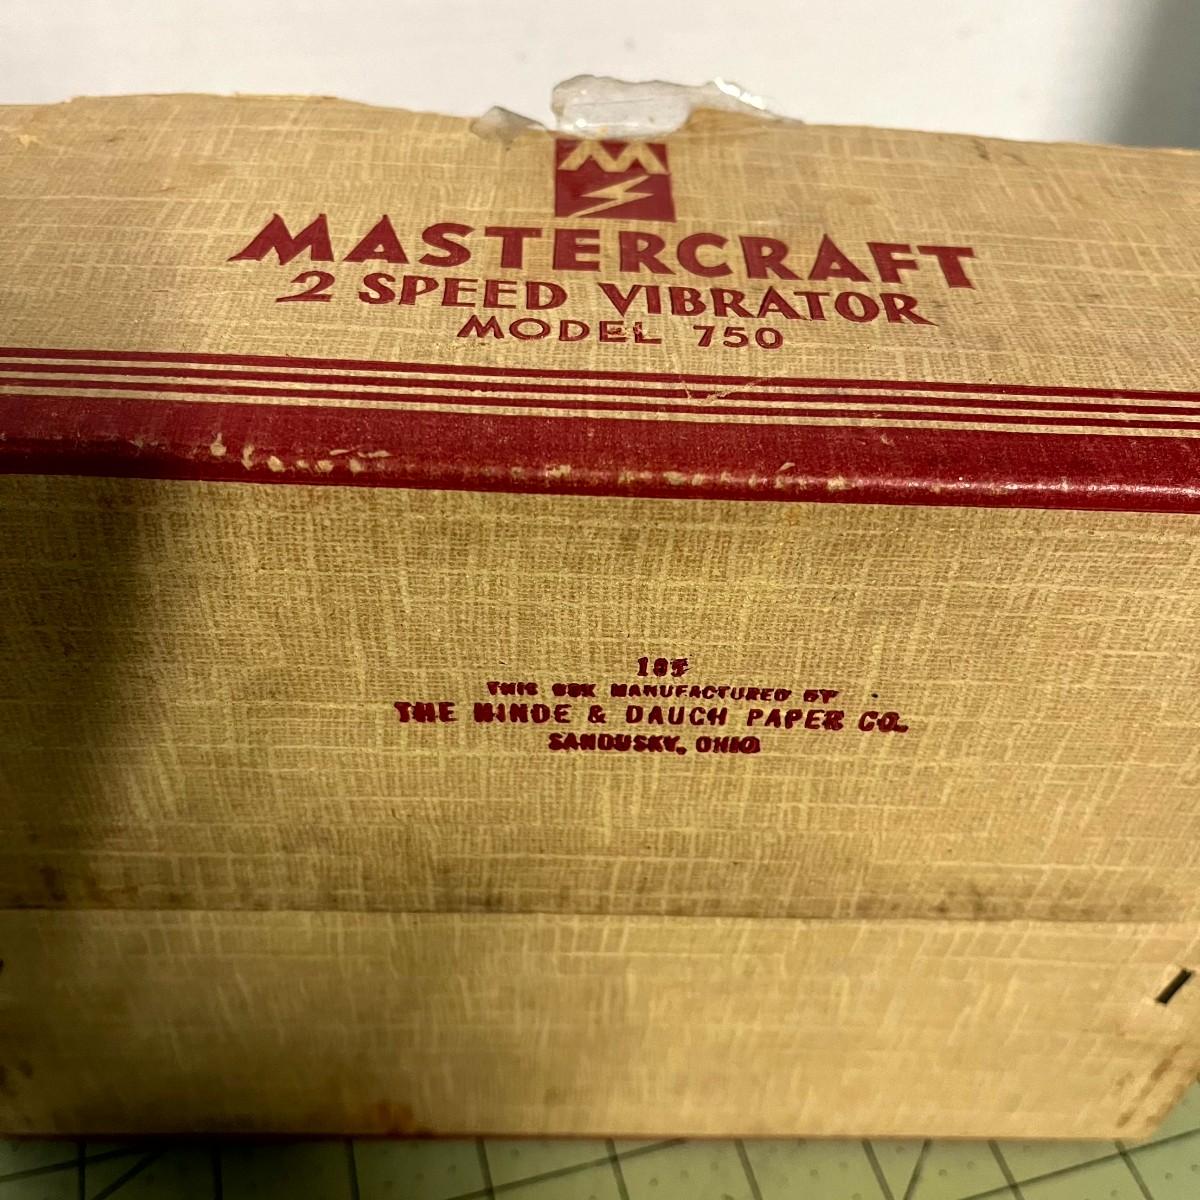 M
MASTERCRAFT
2 SPEED VIBRATOR
MODEL 750
THIS BOX MANUFACTURED BY
THE HINDE & DAUCH PAPER CO.
SANDUSKY, OHIO